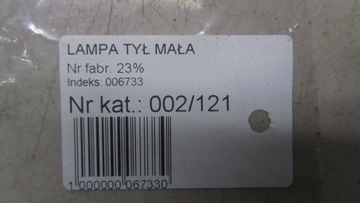 LAMPA TYŁ MAŁA
Nr fabr. 23%
Indeks: 006733
Nr kat.: 002/121
1 000000 067330